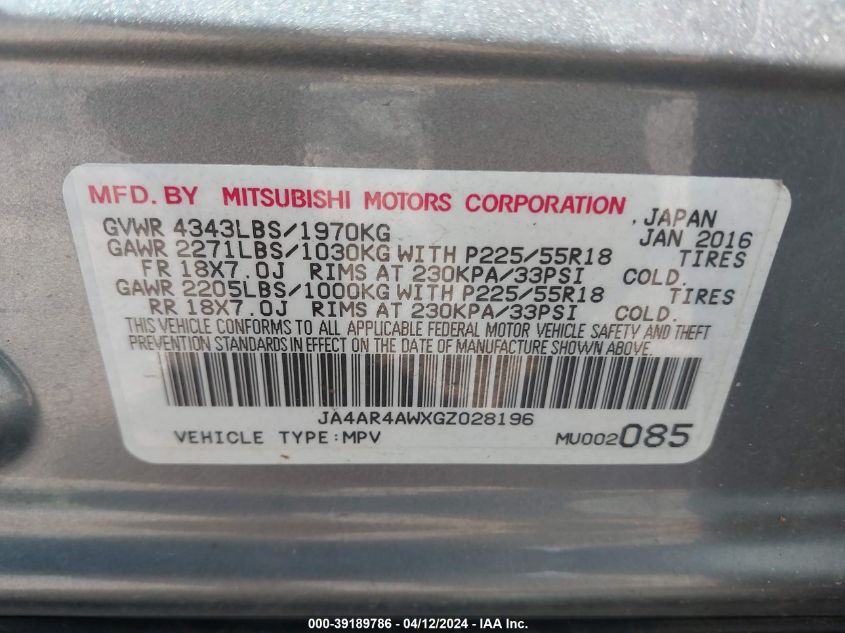 MFD. BY MITSUBISHI MOTORS CORPORATION
, JAPAN
GVWR 4343LBS/1970KG JAN 2016
GAWR 2271LBS/1030KG WITH P225/55R18 TIRES
FR 18X7.0J RIMS AT 230KPA/33PSI COLD.
GAWR 2205LBS/1000KG WITH P225/55R18 TIRES
RR 18X7.0J RIMS AT 230KPA/33PSI COLD.
THIS VEHICLE CONFORMS TO ALL APPLICABLE FEDERAL MOTOR VEHICLE SAFETY AND THEFT
PREVENTION STANDARDS IN EFFECT ON THE DATE OF MANUFACTURE SHOWN ABOVE.
JA4AR4AWXGZ028196
VEHICLE TYPE:MPV MU002085
000-39189786 - 04/12/2024 - IAA Inc.